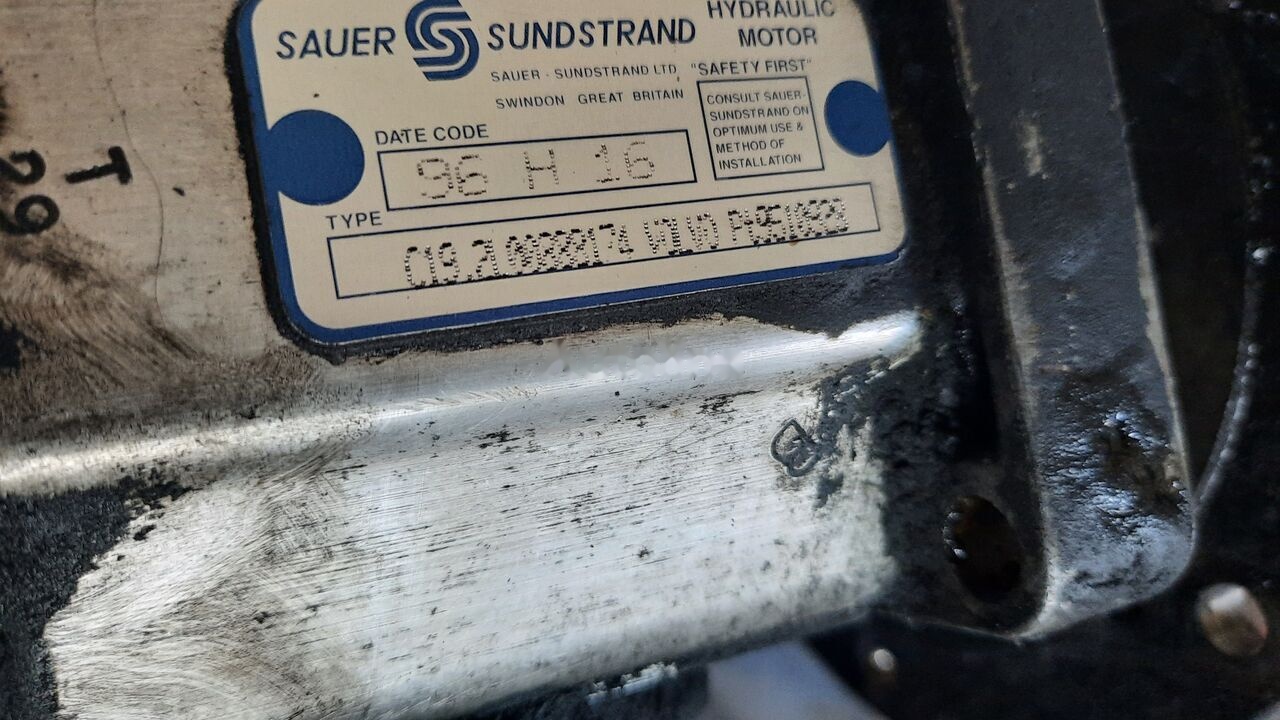 SAUER SUNDSTRAND
HYDRAULIC
MOTOR
SAUER - SUNDSTRAND LTD
SWINDON GREAT BRITAIN
"SAFETY FIRST"
CONSULT SAUER-
SUNDSTRAND ON
OPTIMUM USE &
METHOD OF
INSTALLATION
DATE CODE
96 H 16
TYPE
VOLVO
T
29